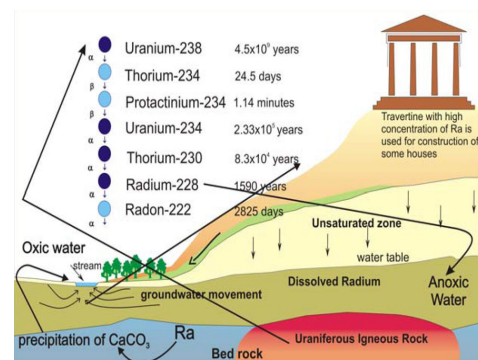 Uranium-238 4.5x10⁹ years
α
Thorium-234 24.5 days
β
Protactinium-234 1.14 minutes
β
Uranium-234 2.33x10⁵ years
α
Thorium-230 8.3x10⁴ years
α
Radium-228 1590 years
α
Radon-222 2825 days
α
Travertine with high
concentration of Ra is
used for construction of
some houses
Unsaturated zone
water table
Oxic water
stream
groundwater movement
Dissolved Radium
Anoxic
Water
precipitation of CaCO₃
Ra
Uraniferous Igneous Rock
Bed rock